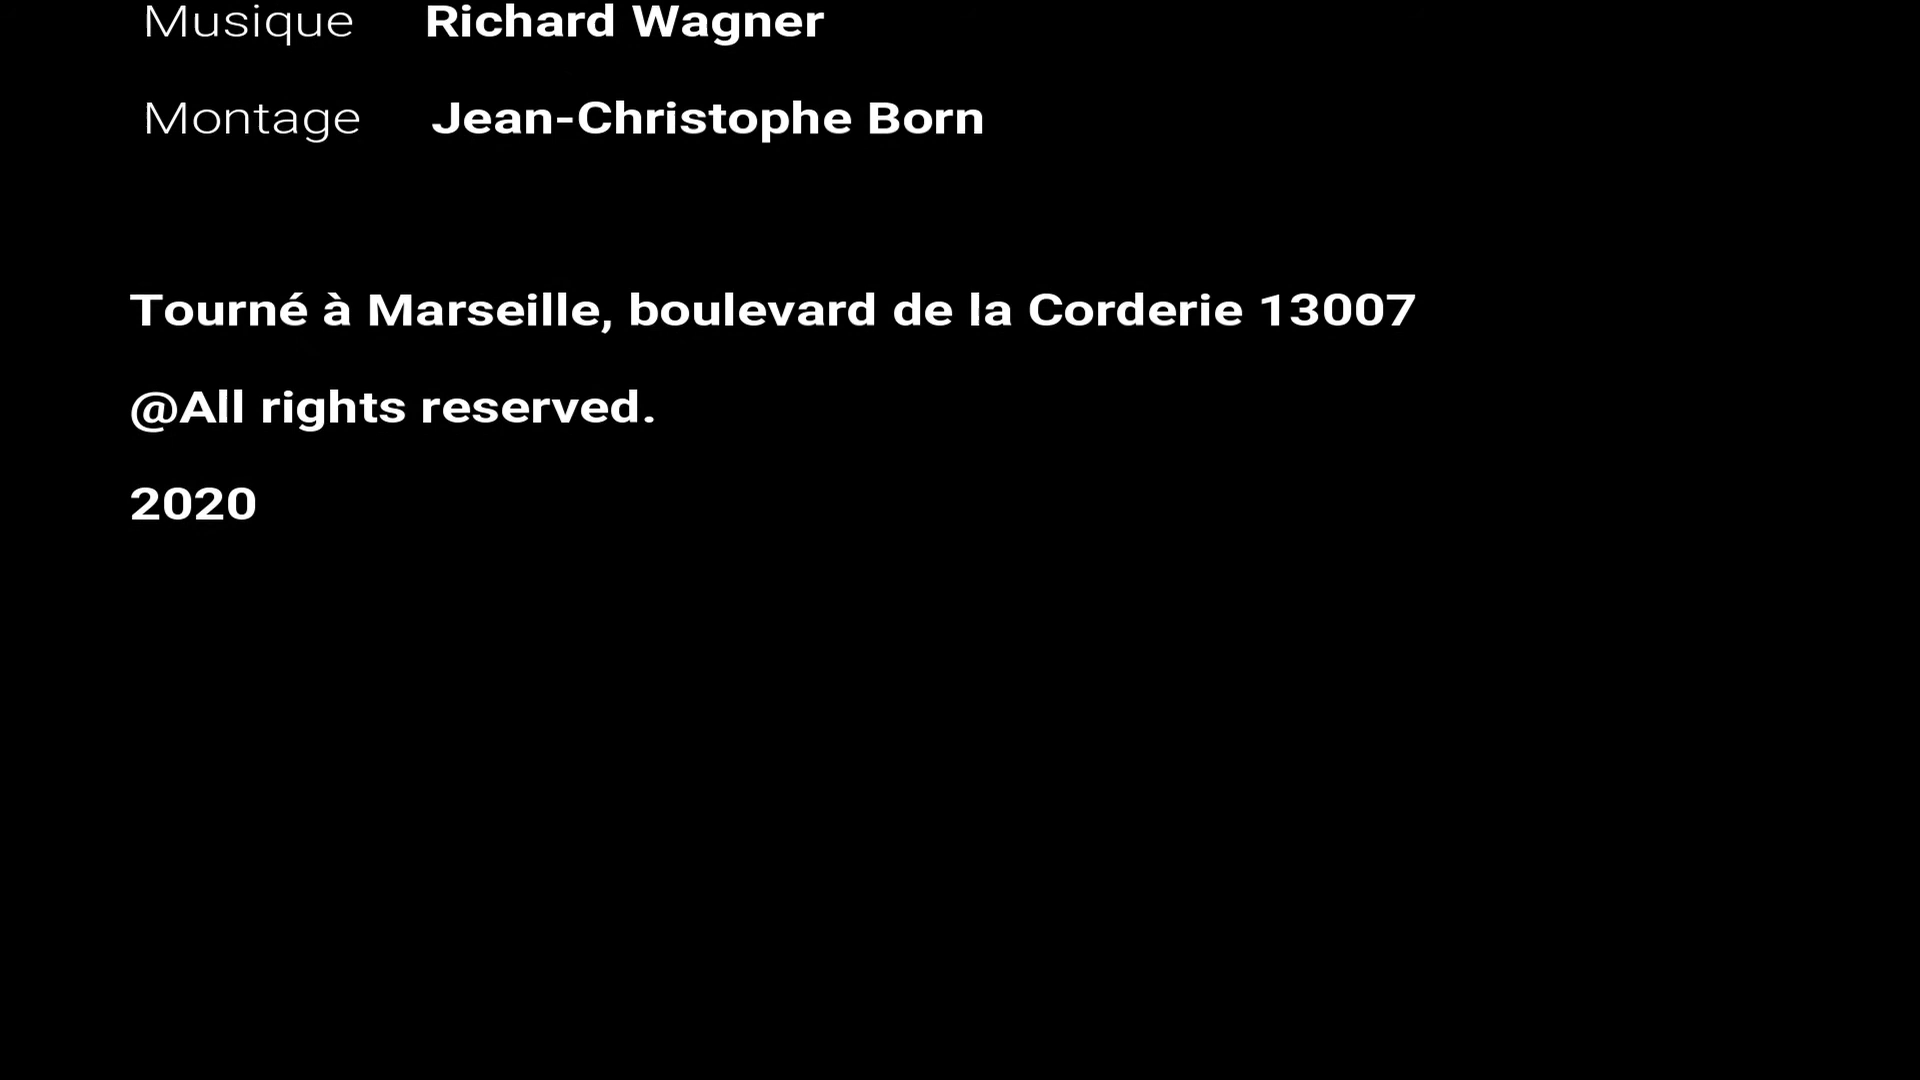 Musique Richard Wagner
Montage Jean-Christophe Born
Tourné à Marseille, boulevard de la Corderie 13007
@All rights reserved.
2020